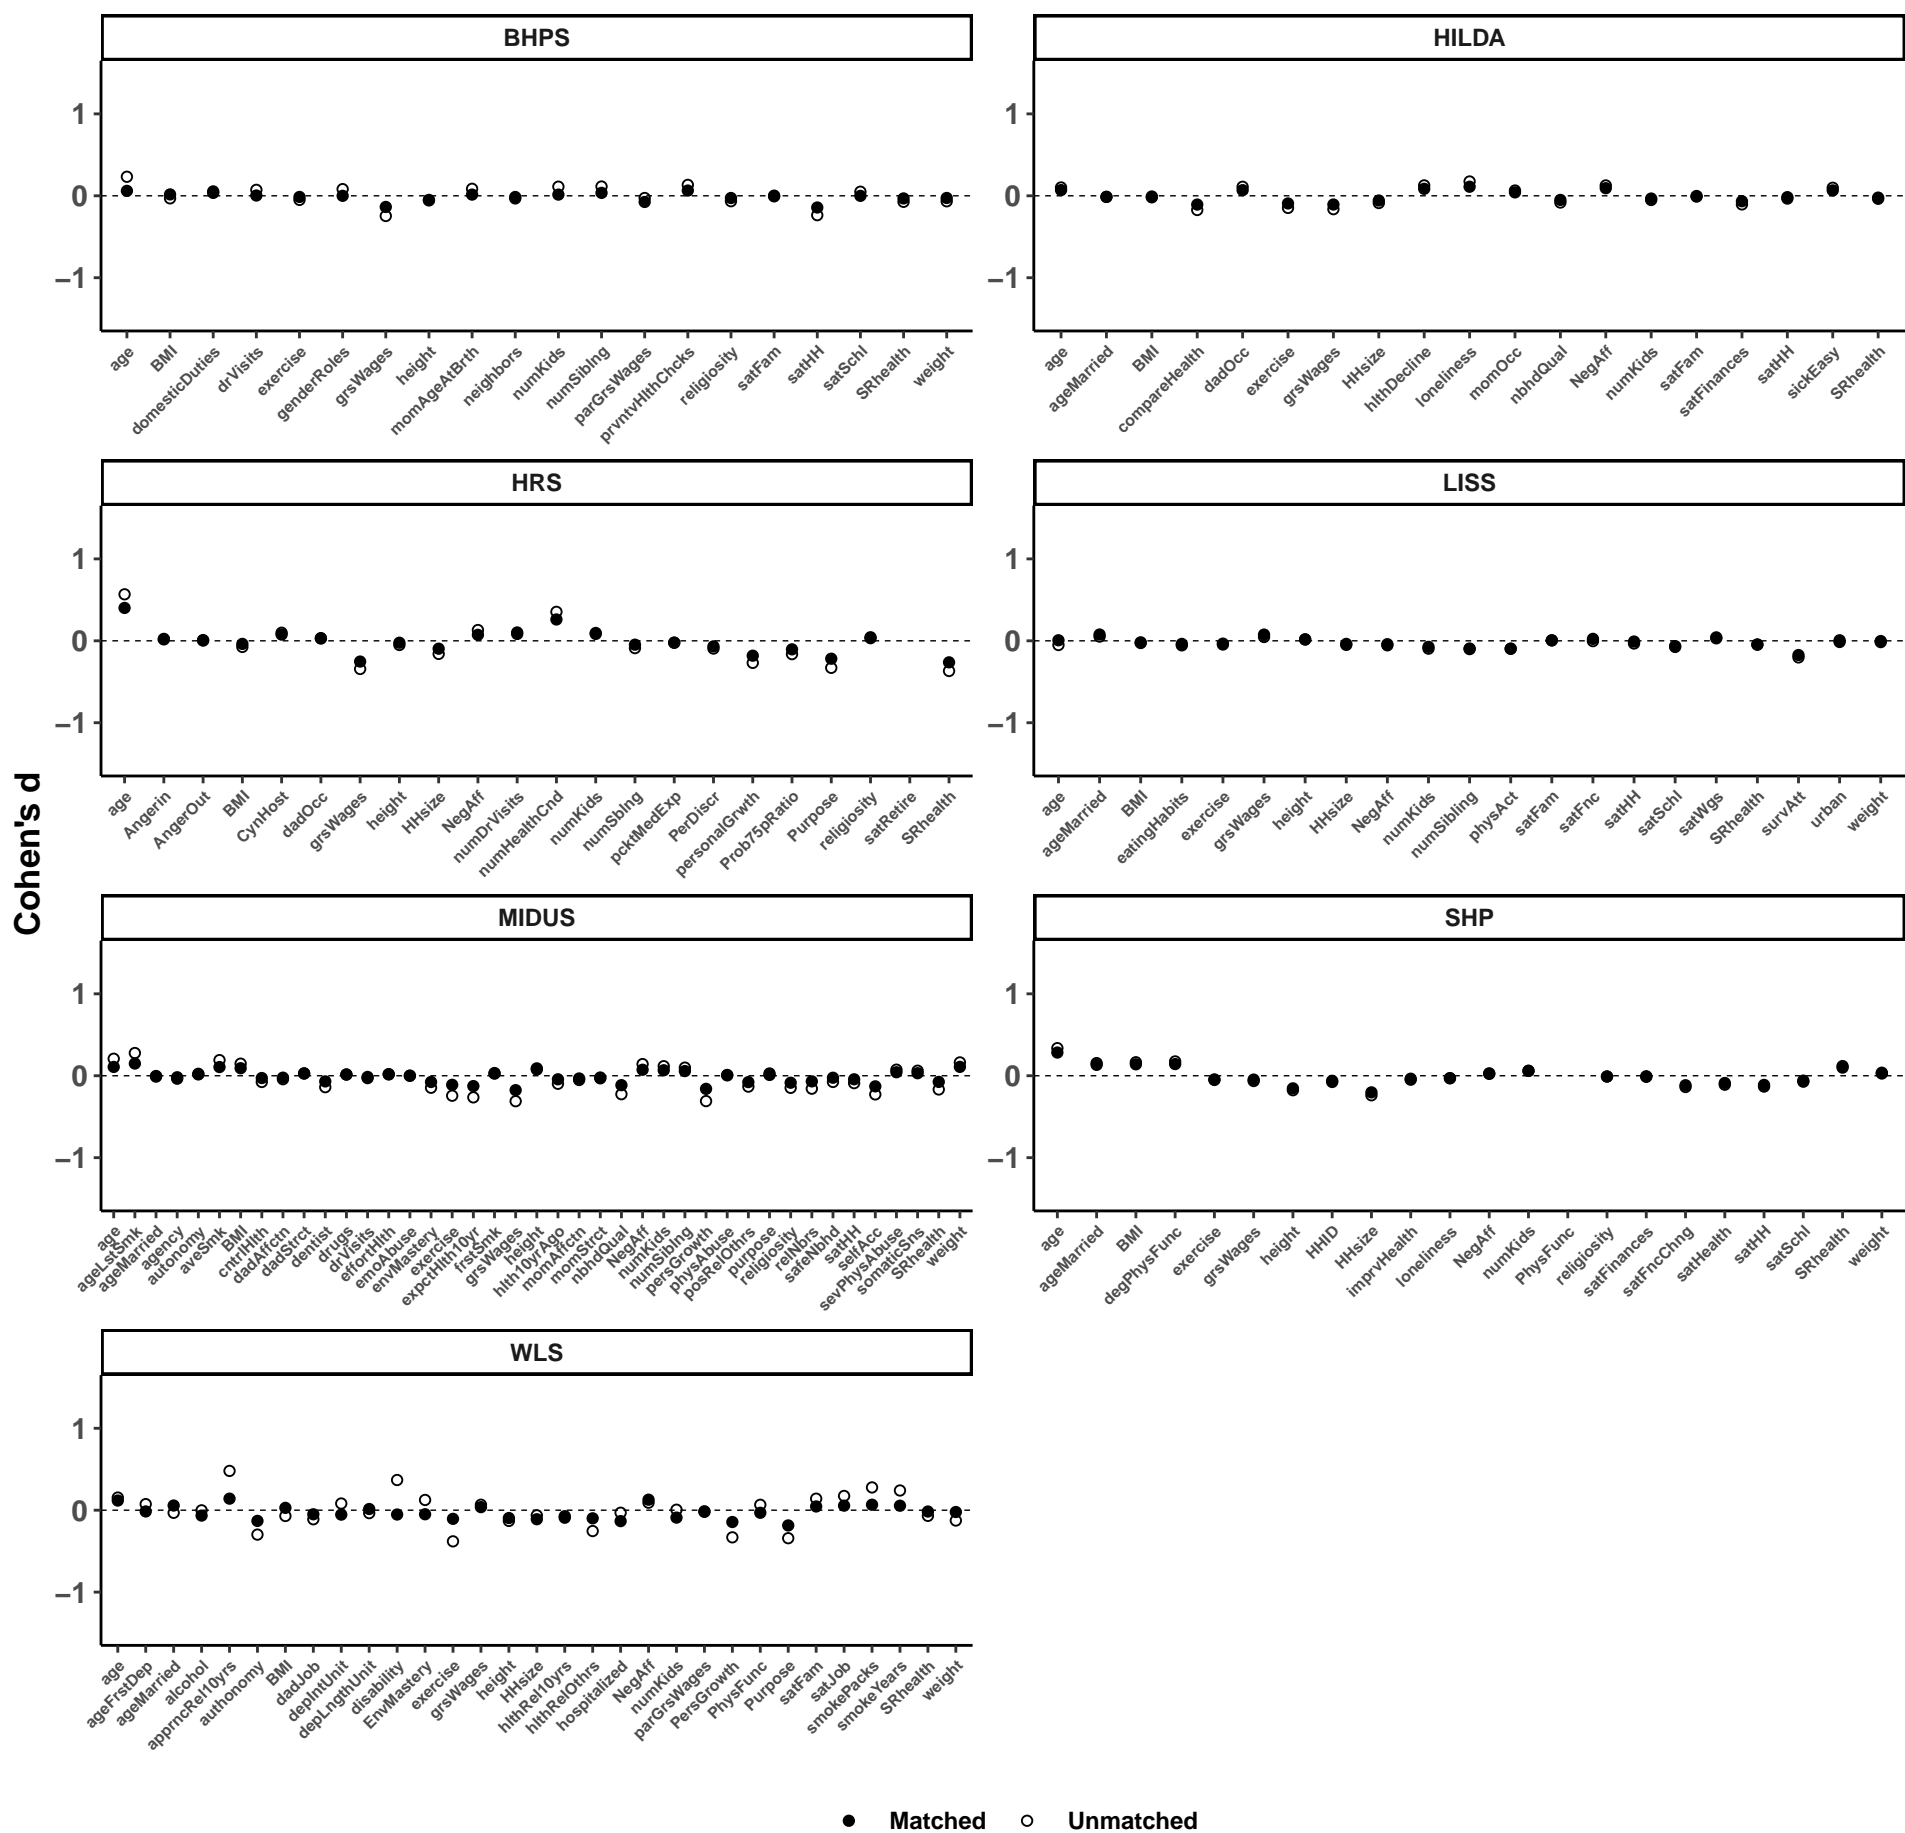 Cohen's d
BHPS
1
0
−1
age
BMI
domesticDuties
drVisits
exercise
genderRoles
grsWages
height
momAgeAtBrth
neighbors
numKids
numSiblng
parGrsWages
prvntvHlthChcks
religiosity
satFam
satHH
satSchl
SRhealth
weight
HILDA
1
0
−1
age
ageMarried
BMI
compareHealth
dadOcc
exercise
grsWages
HHsize
hlthDecline
loneliness
momOcc
nbhdQual
NegAff
numKids
satFam
satFinances
satHH
sickEasy
SRhealth
HRS
1
0
−1
age
Angerin
AngerOut
BMI
CynHost
dadOcc
grsWages
height
HHsize
NegAff
numDrVisits
numHealthCnd
numKids
numSblng
pcktMedExp
PerDiscr
personalGrwth
Prob75pRatio
Purpose
religiosity
satRetire
SRhealth
LISS
1
0
−1
age
ageMarried
BMI
eatingHabits
exercise
grsWages
height
HHsize
NegAff
numKids
numSibling
physAct
satFam
satFnc
satHH
satSchl
satWgs
SRhealth
survAtt
urban
weight
MIDUS
1
0
−1
age
ageLstSmk
ageMarried
agency
autonomy
aveSmk
BMI
cntrlHlth
dadAffctn
dadStrct
dentist
drugs
drVisits
effortHlth
emoAbuse
envMastery
exercise
expctHlth10yr
frstSmk
grsWages
height
hlth10yrAgo
momAffctn
momStrct
nbhdQual
NegAff
numKids
numSiblng
persGrowth
physAbuse
posRelOthrs
purpose
religiosity
relNbrs
safeNbhd
satHH
selfAcc
sevPhysAbuse
somaticSns
SRhealth
weight
SHP
1
0
−1
age
ageMarried
BMI
degPhysFunc
exercise
grsWages
height
HHID
HHsize
imprvHealth
loneliness
NegAff
numKids
PhysFunc
religiosity
satFinances
satFncChng
satHealth
satHH
satSchl
SRhealth
weight
WLS
1
0
−1
age
ageFrstDep
ageMarried
alcohol
apprncRel10yrs
authonomy
BMI
dadJob
depIntUnit
depLngthUnit
disability
EnvMastery
exercise
grsWages
height
HHsize
hlthRel10yrs
hlthRelOthrs
hospitalized
NegAff
numKids
parGrsWages
PersGrowth
PhysFunc
Purpose
satFam
satJob
smokePacks
smokeYears
SRhealth
weight
Matched Unmatched